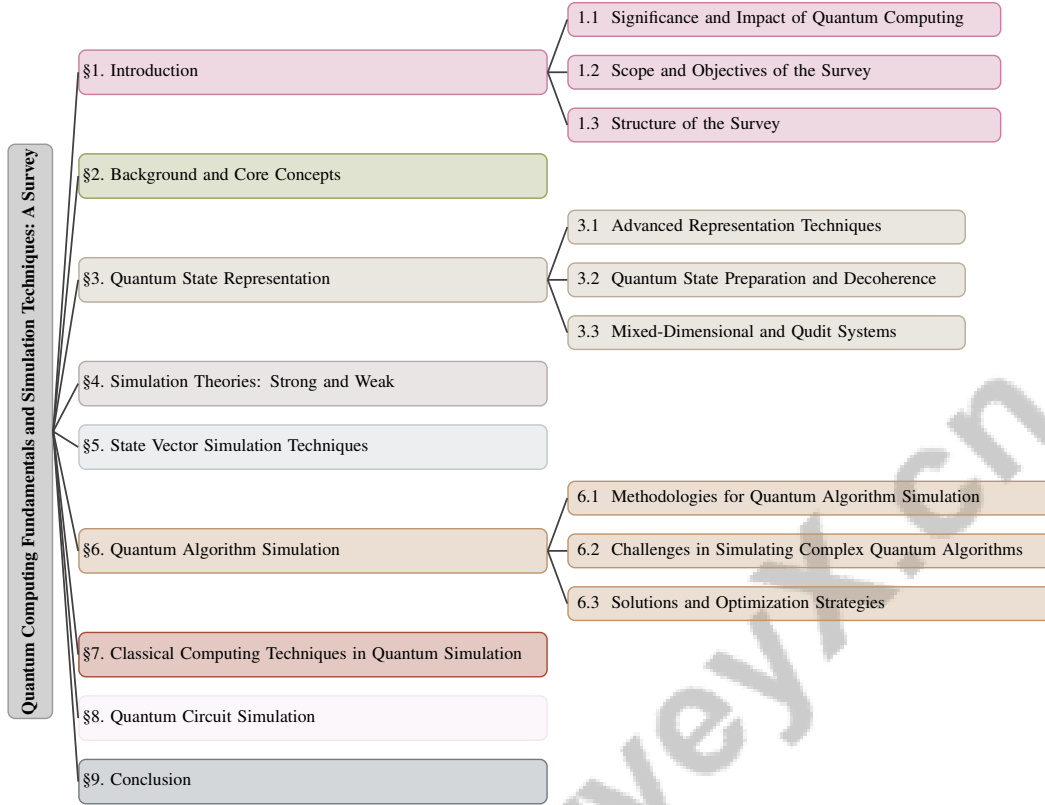 Quantum Computing Fundamentals and Simulation Techniques: A Survey
§1. Introduction
1.1 Significance and Impact of Quantum Computing
1.2 Scope and Objectives of the Survey
1.3 Structure of the Survey
§2. Background and Core Concepts
§3. Quantum State Representation
3.1 Advanced Representation Techniques
3.2 Quantum State Preparation and Decoherence
3.3 Mixed-Dimensional and Qudit Systems
§4. Simulation Theories: Strong and Weak
§5. State Vector Simulation Techniques
§6. Quantum Algorithm Simulation
6.1 Methodologies for Quantum Algorithm Simulation
6.2 Challenges in Simulating Complex Quantum Algorithms
6.3 Solutions and Optimization Strategies
§7. Classical Computing Techniques in Quantum Simulation
§8. Quantum Circuit Simulation
§9. Conclusion
veyX.cn